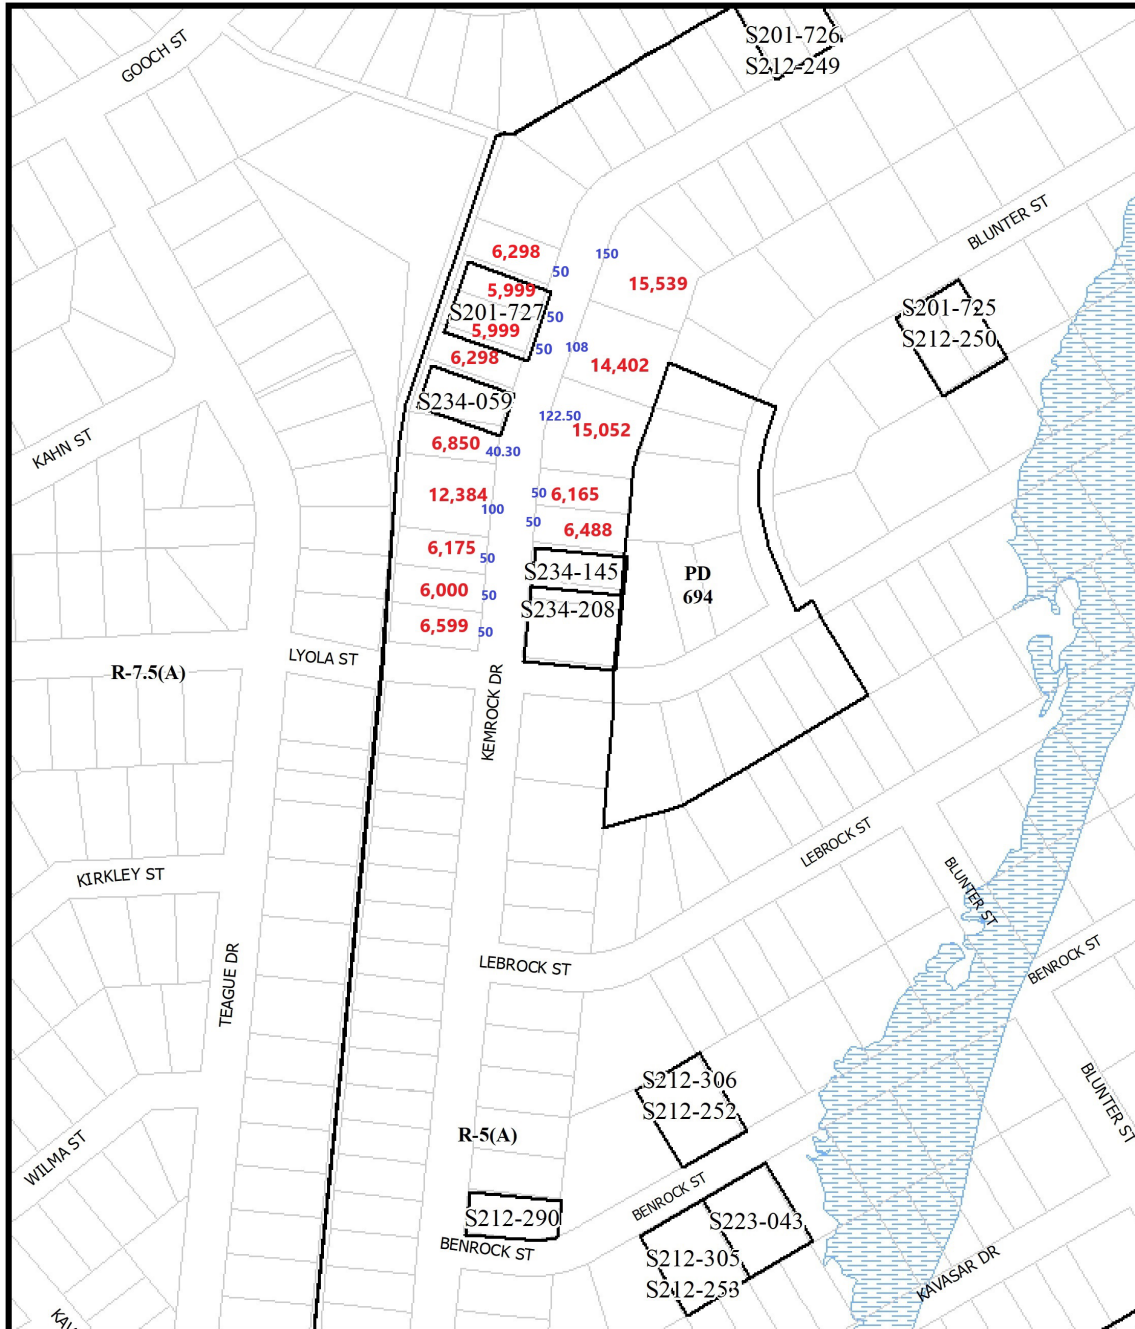 S201-726
S212-249
GOOCH ST
BLUNTER ST
6,298
150
50
15,539
5,999
S201-727
50
5,999
S201-725
S212-250
50
108
6,298
14,402
S234-059
122.50
15,052
6,850
40.30
KAHN ST
12,384
50
6,165
100
50
6,488
6,175
50
S234-145
PD
694
6,000
50
S234-208
6,599
50
LYOLA ST
R-7.5(A)
KEMROCK DR
LEBROCK ST
KIRKLEY ST
BLUNTER ST
TEAGUE DR
LEBROCK ST
BENROCK ST
S212-306
S212-252
BLUNTER ST
R-5(A)
WILMA ST
BENROCK ST
S212-290
S223-043
BENROCK ST
S212-305
S212-253
KAVASAR DR